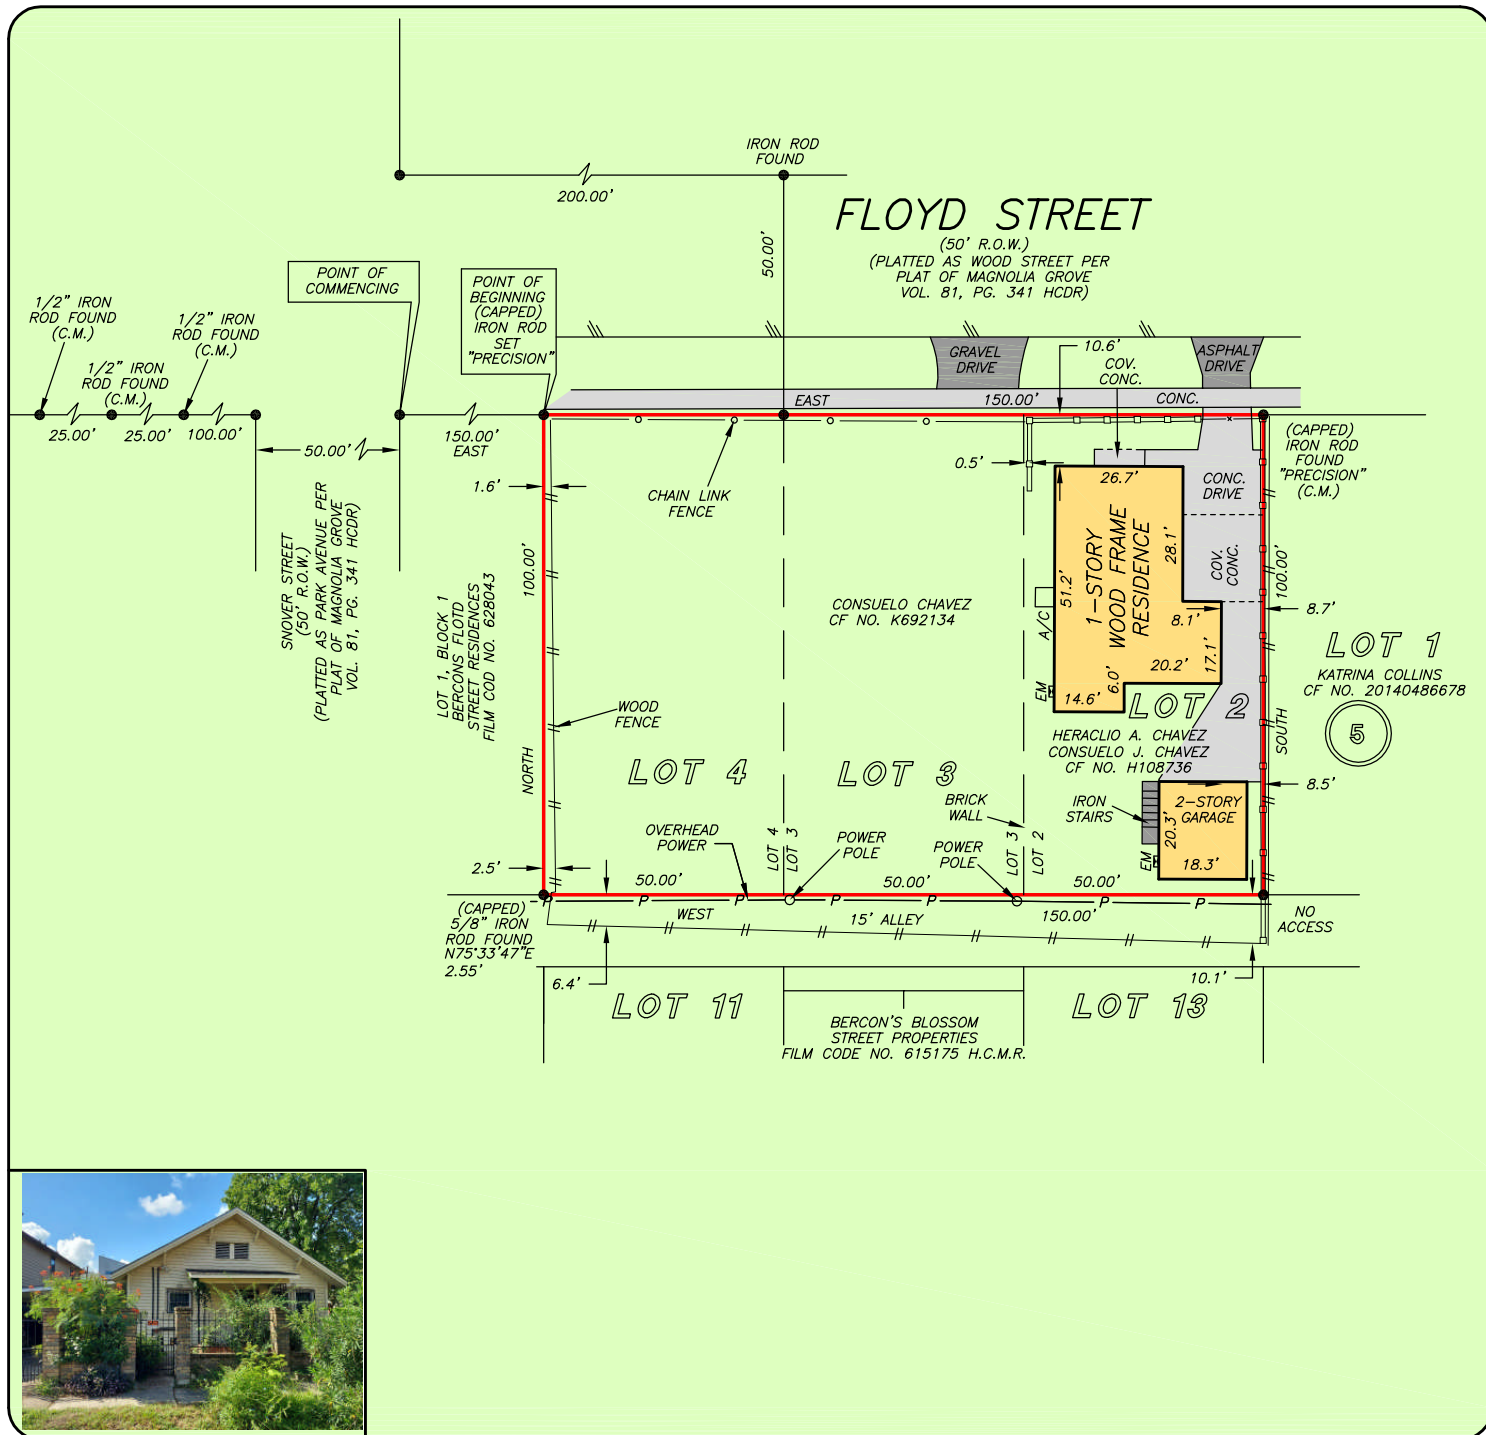 IRON ROD
FOUND
200.00'
50.00'
FLOYD STREET
(50' R.O.W.)
(PLATTED AS WOOD STREET PER
PLAT OF MAGNOLIA GROVE
VOL. 81, PG. 341 HCDR)
POINT OF
COMMENCING
POINT OF
BEGINNING
(CAPPED)
IRON ROD
SET
"PRECISION"
1/2" IRON
ROD FOUND
(C.M.)
1/2" IRON
ROD FOUND
(C.M.)
1/2" IRON
ROD FOUND
(C.M.)
25.00'
25.00'
100.00'
50.00'
150.00'
EAST
GRAVEL
DRIVE
10.6'
COV.
CONC.
ASPHALT
DRIVE
EAST
150.00'
CONC.
(CAPPED)
IRON ROD
FOUND
"PRECISION"
(C.M.)
1.6'
CHAIN LINK
FENCE
0.5'
26.7'
CONC.
DRIVE
SNOVER STREET
(50' R.O.W.)
(PLATTED AS PARK AVENUE PER
PLAT OF MAGNOLIA GROVE
VOL. 81, PG. 341 HCDR)
LOT 1, BLOCK 1
BERCONS FLOTD
STREET RESIDENCES
FILM COD NO. 628043
100.00'
NORTH
CONSUELO CHAVEZ
CF NO. K692134
51.2'
1-STORY
WOOD FRAME
RESIDENCE
28.1'
COV.
CONC.
100.00'
8.7'
8.1'
A/C
17.1'
20.2'
6.0'
14.6'
EM
LOT 1
KATRINA COLLINS
CF NO. 20140486678
5
SOUTH
WOOD
FENCE
LOT 2
HERACLIO A. CHAVEZ
CONSUELO J. CHAVEZ
CF NO. H108736
LOT 4
LOT 3
BRICK
WALL
IRON
STAIRS
2-STORY
GARAGE
20.3'
18.3'
EM
8.5'
OVERHEAD
POWER
LOT 4
LOT 3
POWER
POLE
POWER
POLE
LOT 3
LOT 2
2.5'
50.00'
50.00'
50.00'
P
P
P
P
P
P
P
(CAPPED)
5/8" IRON
ROD FOUND
N75°33'47"E
2.55'
WEST
15' ALLEY
150.00'
NO
ACCESS
6.4'
10.1'
LOT 11
LOT 13
BERCON'S BLOSSOM
STREET PROPERTIES
FILM CODE NO. 615175 H.C.M.R.